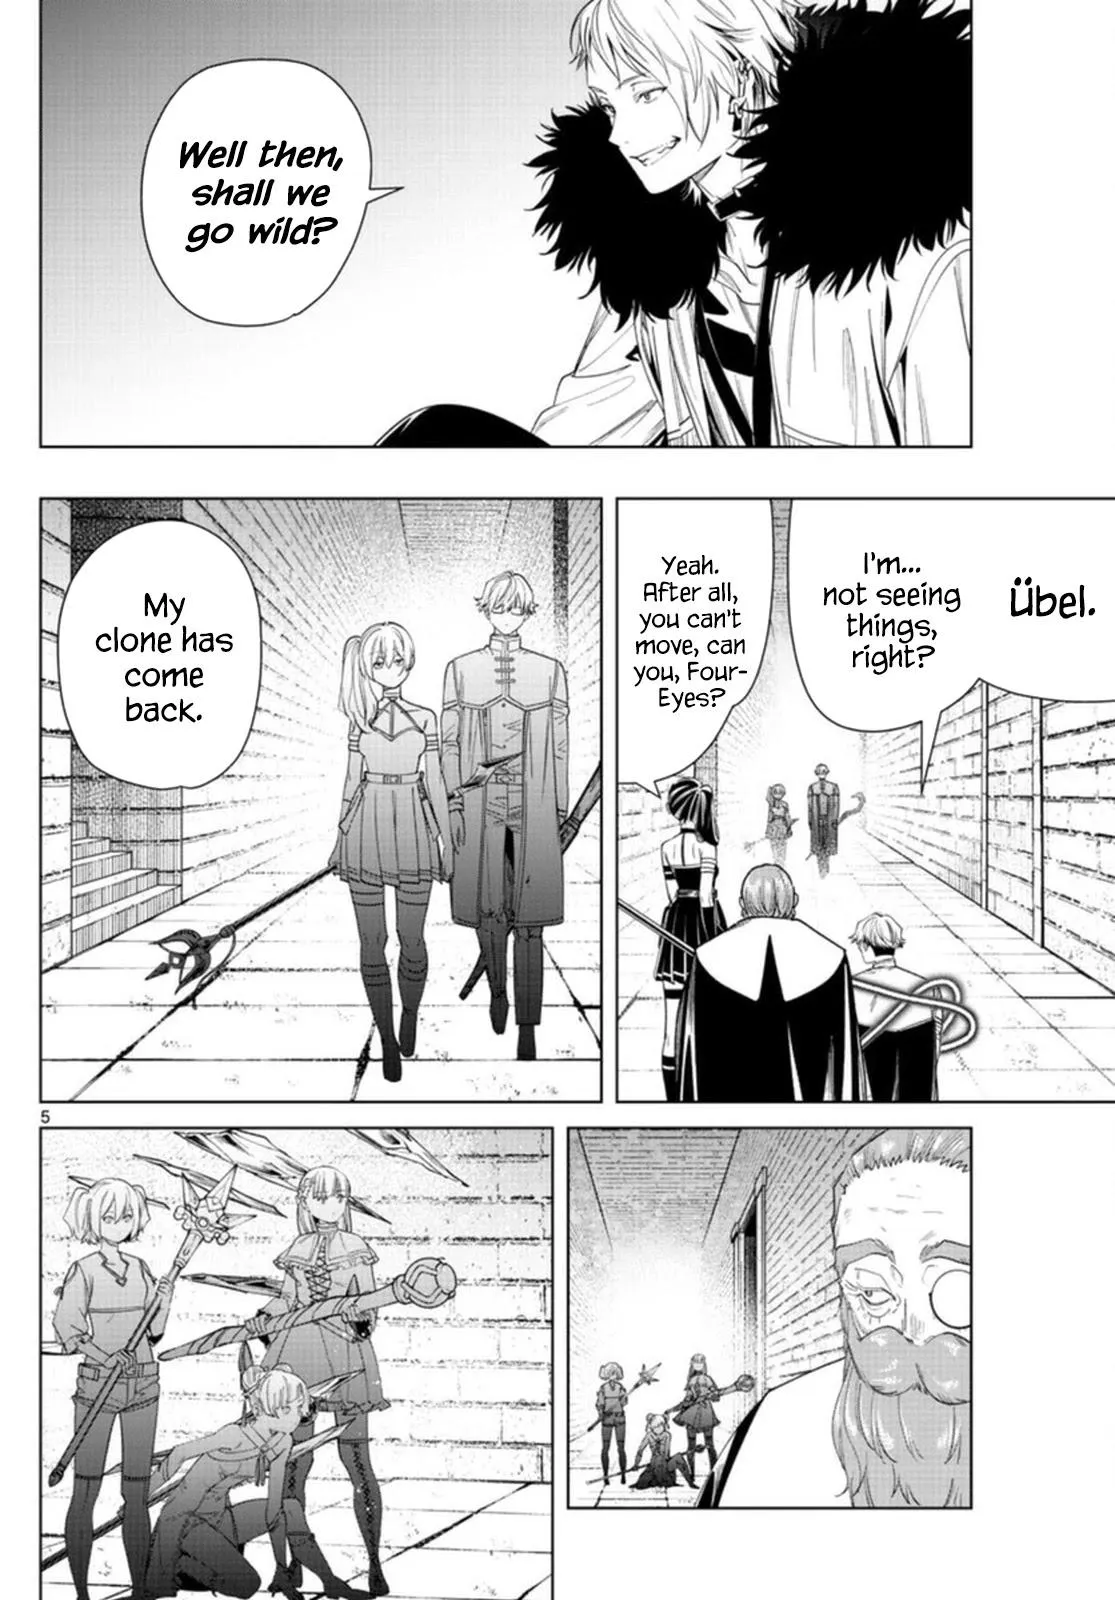 Well then,
shall we
go wild?
Übel.
I'm...
not seeing
things,
right?
Yeah.
After all,
you can't
move, can
you, Four-
Eyes?
My
clone has
come
back.
5